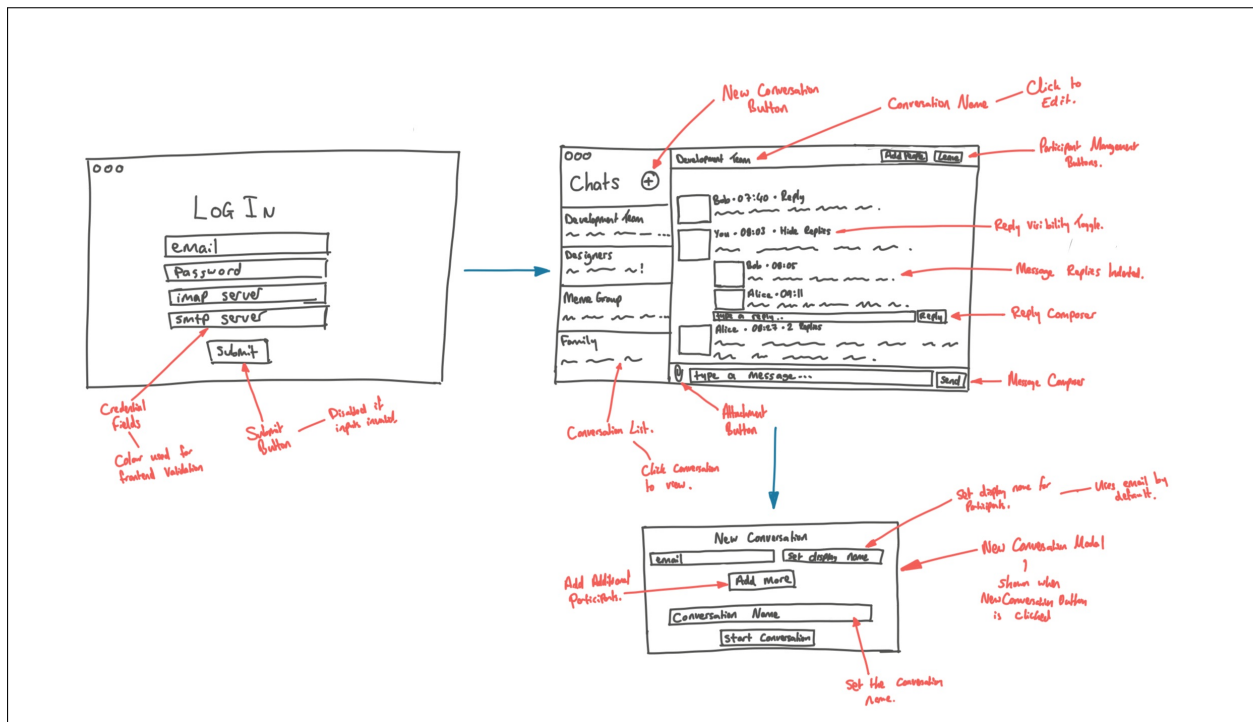 LOG IN
email
Password
imap server
smtp server
Submit
Credential
Fields
Color used for
frontend Validation
Submit
Button
Disabled if
inputs invalid
New Conversation
Button
Conversation Name
Click to
Edit.
Participant Management
Buttons.
Chats +
Development Team
Designers
!
Meme Group
Family
Development Team
Add People
Leave
Bob • 07:40 • Reply
You • 08:03 • Hide Replies
Bob • 08:05
Alice • 09:11
type a reply..
Reply
Alice • 08:27 • 2 Replies
type a message...
Send
Reply Visibility Toggle.
Message Replies Indented.
Reply Composer
Message Composer
Attachment
Button
Conversation List.
Click Conversation
to view.
Set display name for
Participants.
Uses email by
default.
New Conversation
email
Set display name
Add more
Conversation Name
Start Conversation
Add Additional
Participants.
New Conversation Modal
shown when
New Conversation Button
is clicked
Set the Conversation
name.